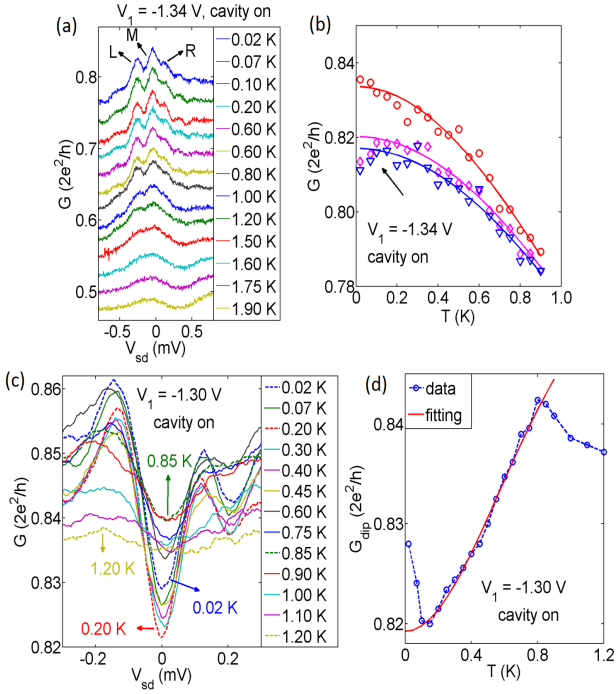 V1 = -1.34 V, cavity on
(a)
L
M
R
0.02 K
0.07 K
0.10 K
0.20 K
0.60 K
0.60 K
0.80 K
1.00 K
1.20 K
1.50 K
1.60 K
1.75 K
1.90 K
0.8
0.7
0.6
0.5
G (2e²/h)
-0.5
0
0.5
Vsd (mV)
(b)
0.84
0.82
0.80
0.78
G (2e²/h)
V1 = -1.34 V
cavity on
0
0.2
0.4
0.6
0.8
1.0
T (K)
(c)
V1 = -1.30 V
cavity on
0.86
0.85
0.84
0.83
0.82
G (2e²/h)
0.85 K
1.20 K
0.02 K
0.20 K
-0.2
0
0.2
Vsd (mV)
0.02 K
0.07 K
0.20 K
0.30 K
0.40 K
0.45 K
0.60 K
0.75 K
0.85 K
0.90 K
1.00 K
1.10 K
1.20 K
(d)
data
fitting
0.84
0.83
0.82
Gdip (2e²/h)
V1 = -1.30 V
cavity on
0
0.4
0.8
1.2
T (K)